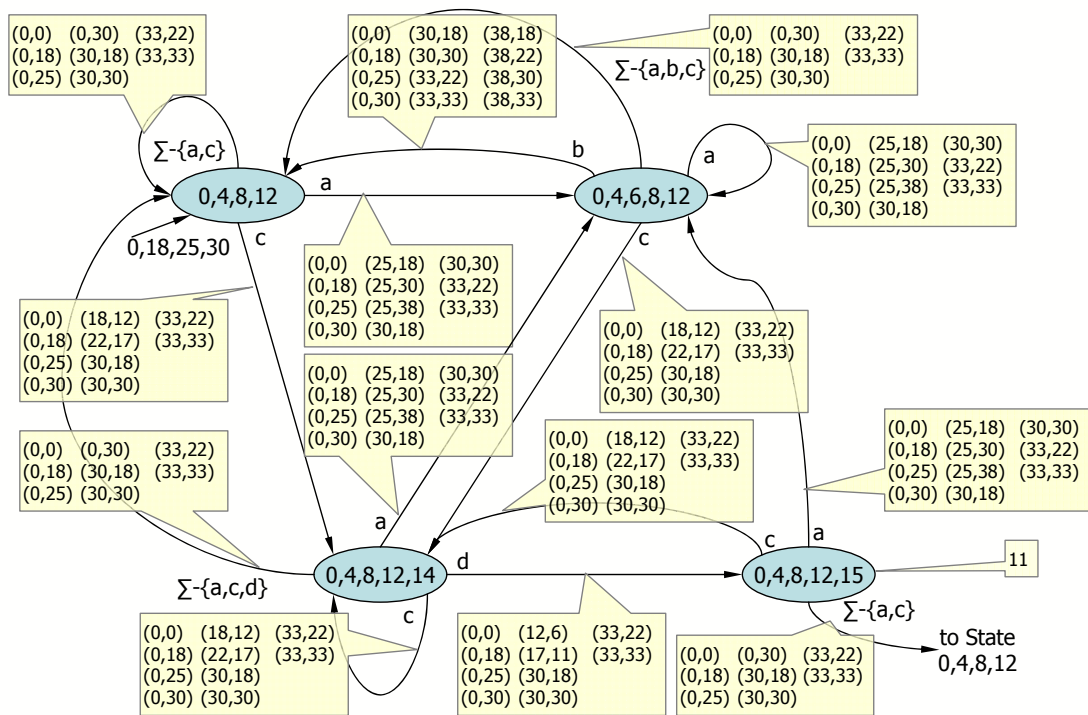 (0,0) (0,30) (33,22)
(0,18) (30,18) (33,33)
(0,25) (30,30)
(0,0) (30,18) (38,18)
(0,18) (30,30) (38,22)
(0,25) (33,22) (38,30)
(0,30) (33,33) (38,33)
(0,0) (0,30) (33,22)
(0,18) (30,18) (33,33)
(0,25) (30,30)
∑-{a,b,c}
∑-{a,c}
b
a
(0,0) (25,18) (30,30)
(0,18) (25,30) (33,22)
(0,25) (25,38) (33,33)
(0,30) (30,18)
0,4,8,12
a
0,4,6,8,12
0,18,25,30
c
c
(0,0) (25,18) (30,30)
(0,18) (25,30) (33,22)
(0,25) (25,38) (33,33)
(0,30) (30,18)
(0,0) (18,12) (33,22)
(0,18) (22,17) (33,33)
(0,25) (30,18)
(0,30) (30,30)
(0,0) (18,12) (33,22)
(0,18) (22,17) (33,33)
(0,25) (30,18)
(0,30) (30,30)
(0,0) (25,18) (30,30)
(0,18) (25,30) (33,22)
(0,25) (25,38) (33,33)
(0,30) (30,18)
(0,0) (0,30) (33,22)
(0,18) (30,18) (33,33)
(0,25) (30,30)
(0,0) (18,12) (33,22)
(0,18) (22,17) (33,33)
(0,25) (30,18)
(0,30) (30,30)
(0,0) (25,18) (30,30)
(0,18) (25,30) (33,22)
(0,25) (25,38) (33,33)
(0,30) (30,18)
a
c
a
∑-{a,c,d}
0,4,8,12,14
d
0,4,8,12,15
11
c
∑-{a,c}
(0,0) (18,12) (33,22)
(0,18) (22,17) (33,33)
(0,25) (30,18)
(0,30) (30,30)
(0,0) (12,6) (33,22)
(0,18) (17,11) (33,33)
(0,25) (30,18)
(0,30) (30,30)
(0,0) (0,30) (33,22)
(0,18) (30,18) (33,33)
(0,25) (30,30)
to State
0,4,8,12